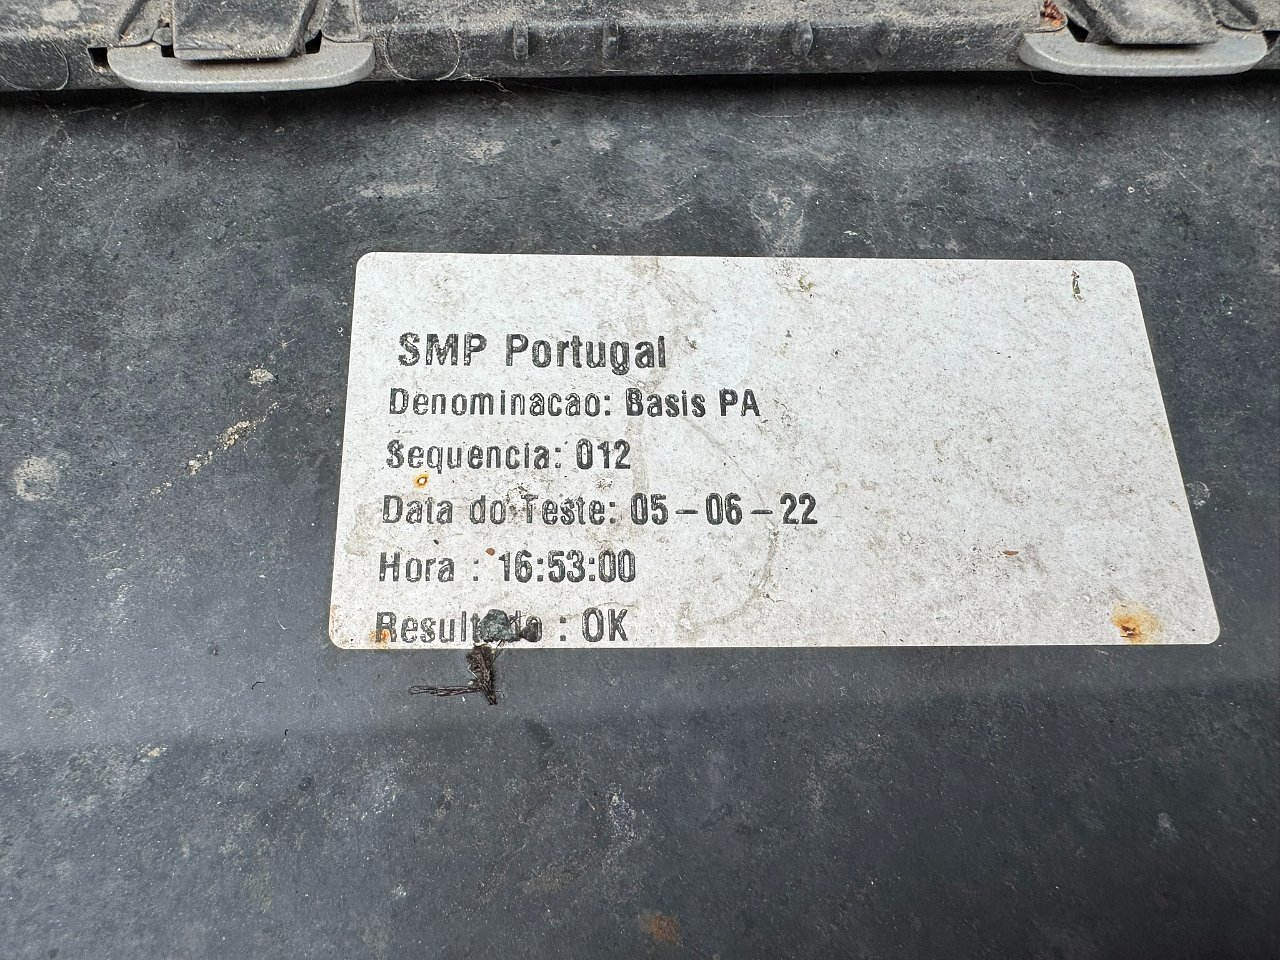 SMP Portugal
Denominacao: Basis PA
Sequencia: 012
Data do Teste: 05-06-22
Hora : 16:53:00
Resultado : OK